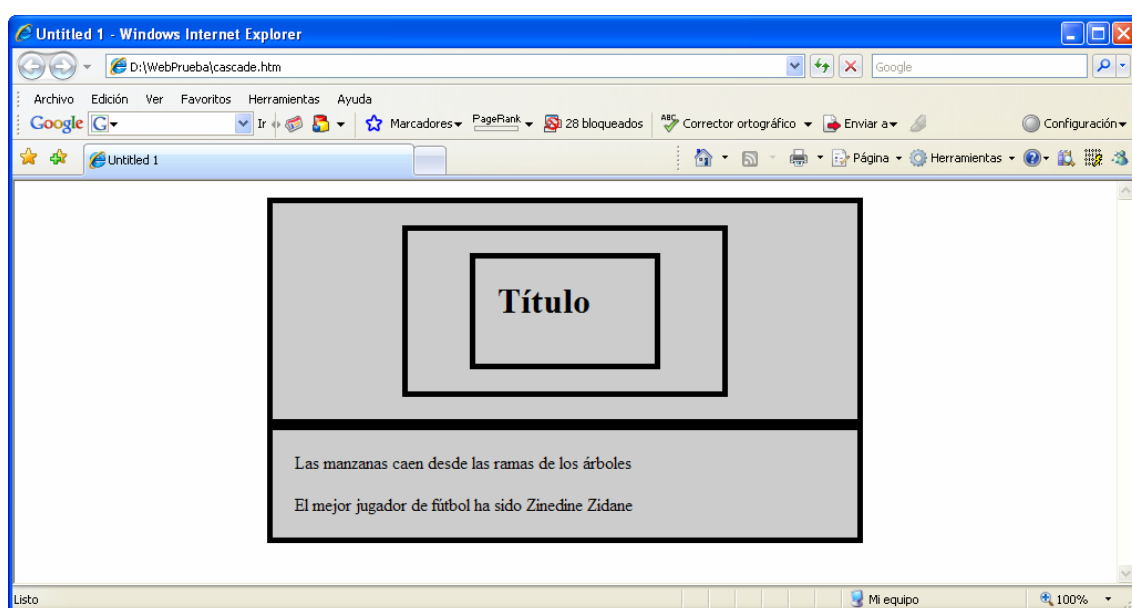 Untitled 1 - Windows Internet Explorer
D:\WebPrueba\cascade.htm
Google
Archivo Edición Ver Favoritos Herramientas Ayuda
Google G Ir Marcadores PageRank 28 bloqueados ABC Corrector ortográfico Enviar a Configuración
Untitled 1 Página Herramientas
Título
Las manzanas caen desde las ramas de los árboles
El mejor jugador de fútbol ha sido Zinedine Zidane
Listo Mi equipo 100%